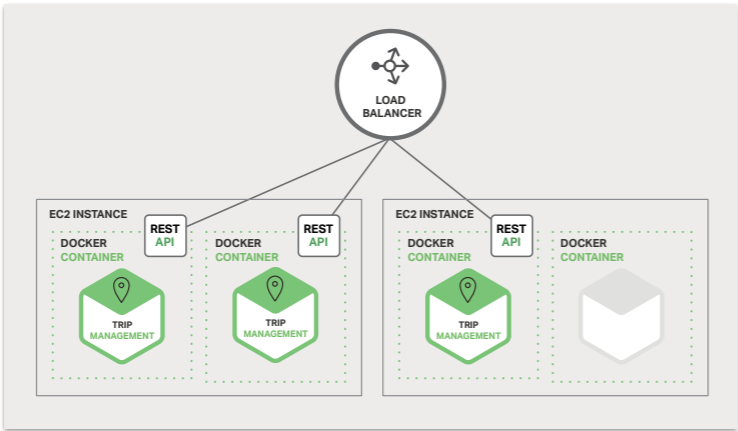 LOAD
BALANCER
EC2 INSTANCE
REST
API
DOCKER
CONTAINER
TRIP
MANAGEMENT
REST
API
DOCKER
CONTAINER
TRIP
MANAGEMENT
EC2 INSTANCE
REST
API
DOCKER
CONTAINER
TRIP
MANAGEMENT
DOCKER
CONTAINER